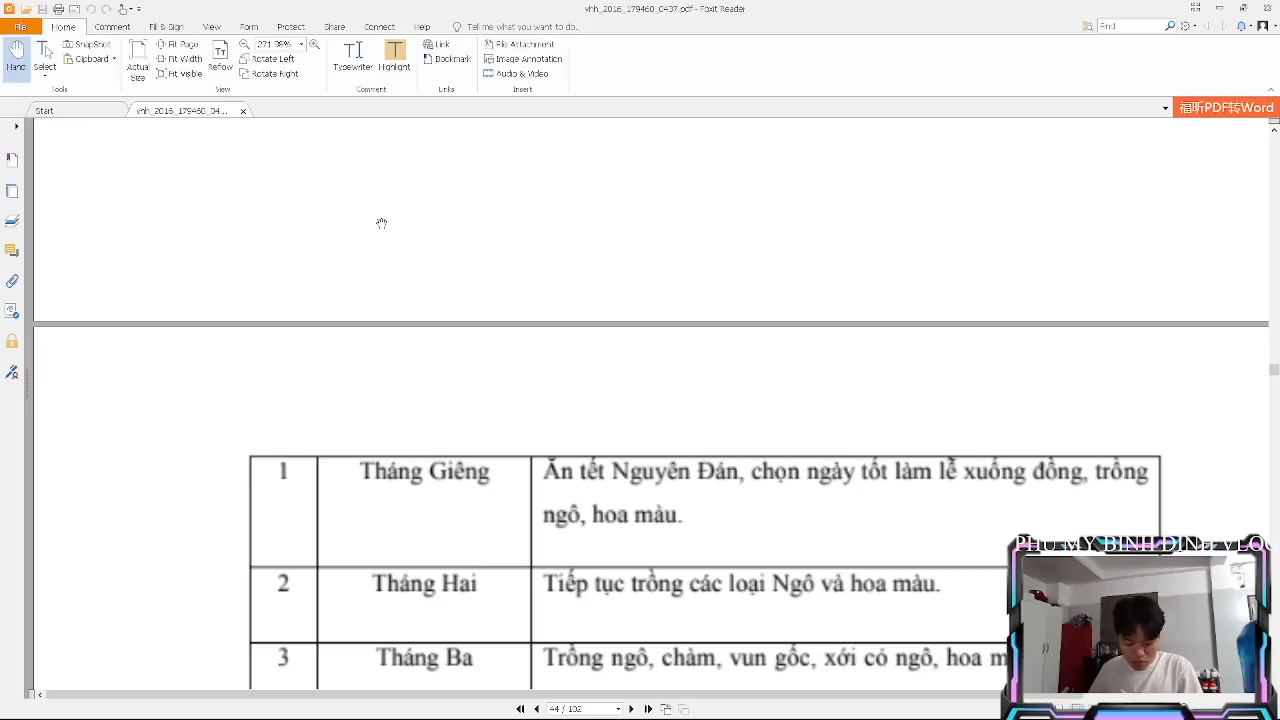 vhh_2016_179460_0437.pdf - Foxit Reader
File Home Comment Fill & Sign View Form Protect Share Connect Help Tell me what you want to do.. Find
Hand Select SnapShot Clipboard
Actual Size Fit Page Fit Width Fit Visible Reflow 271.06% Rotate Left Rotate Right
Typewriter Highlight
Link Bookmark
File Attachment Image Annotation Audio & Video
Tools View Comment Links Insert
Start vhh_2016_179460_04... 福昕PDF转Word
1 Tháng Giêng Ăn tết Nguyên Đán, chọn ngày tốt làm lễ xuống đồng, trồng
ngô, hoa màu.
PHU MY BINH DINH VLOG
2 Tháng Hai Tiếp tục trồng các loại Ngô và hoa màu.
3 Tháng Ba Trồng ngô, chàm, vun gốc, xới cỏ ngô, hoa m
44 / 102